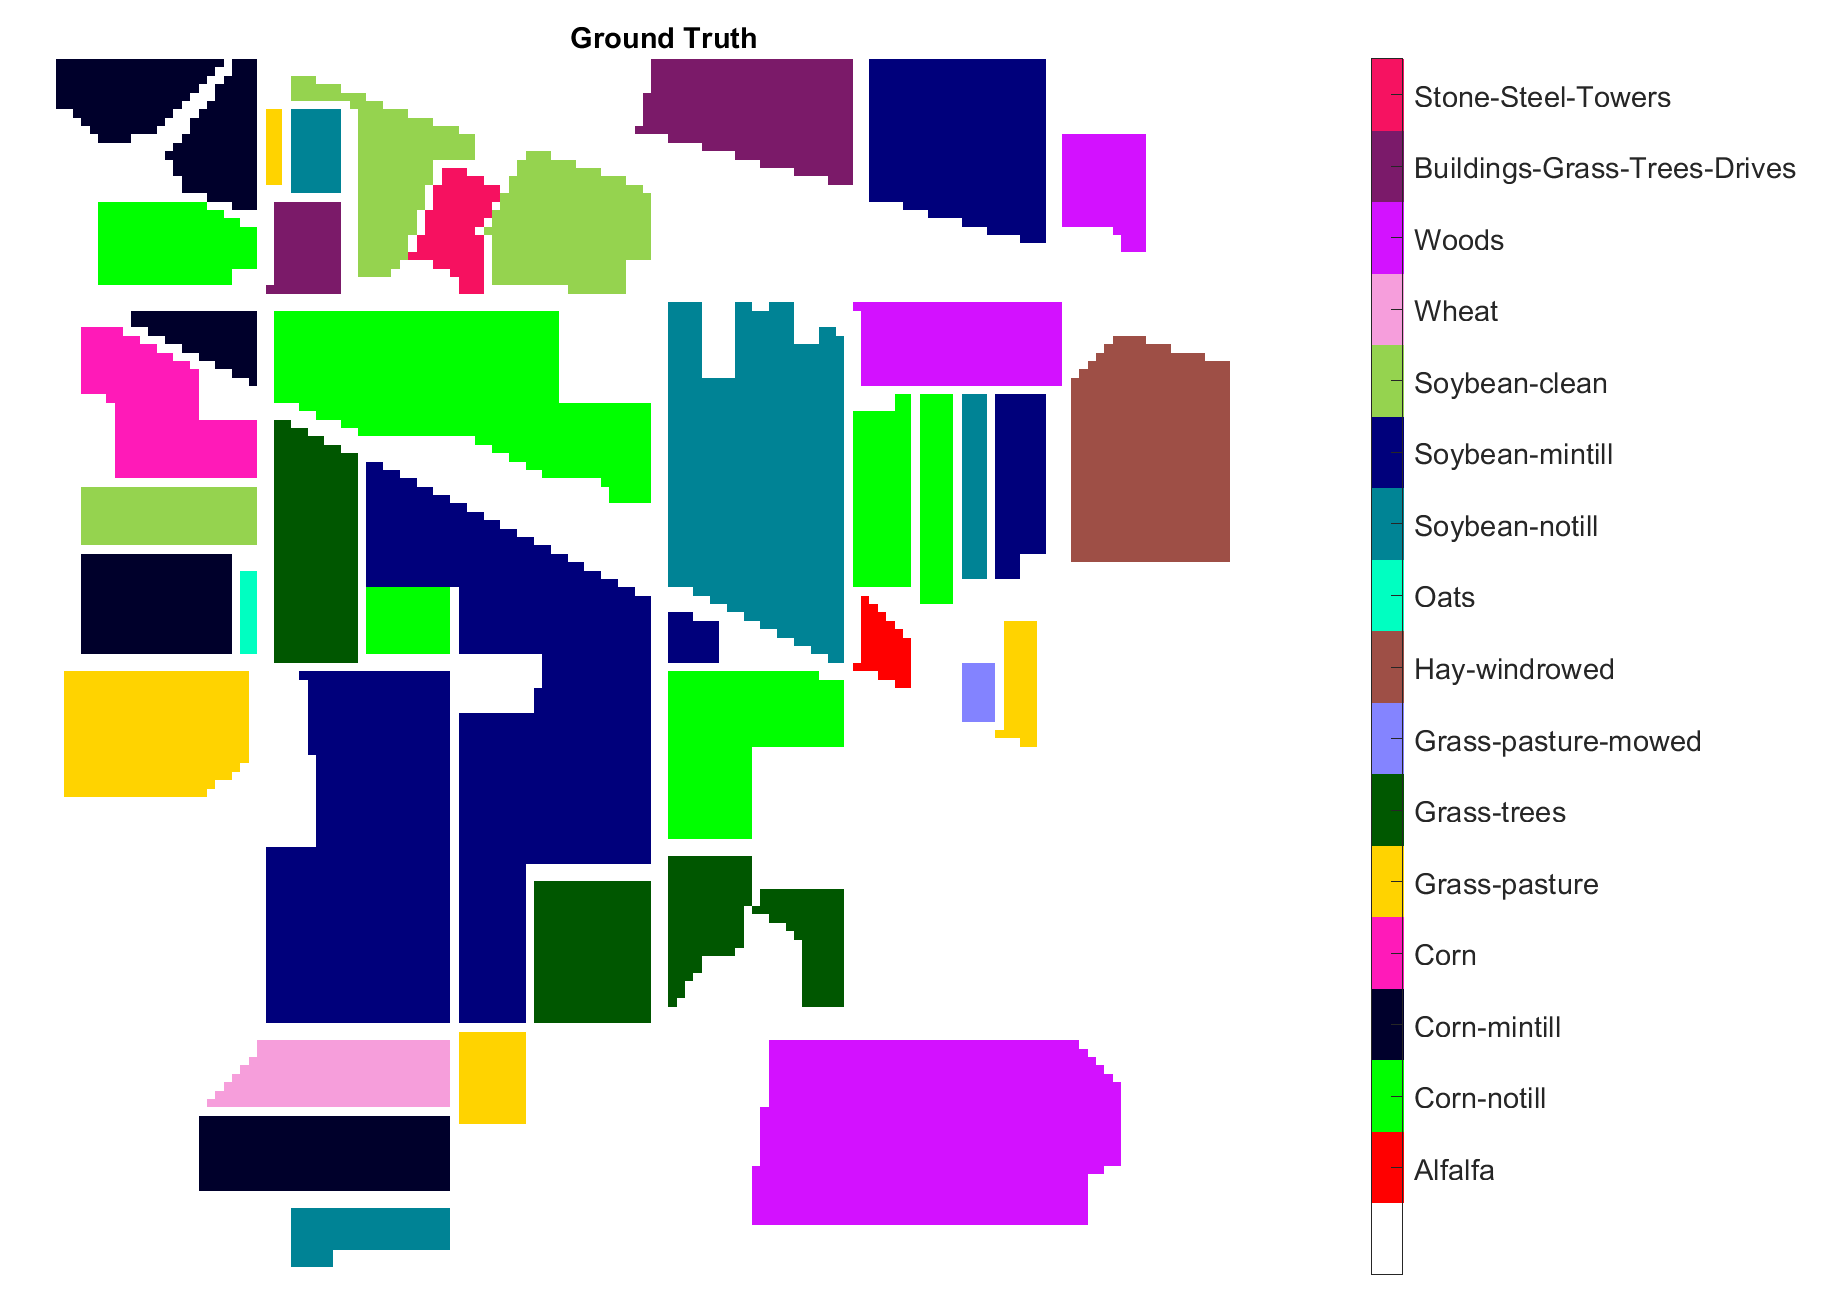 Ground Truth
Stone-Steel-Towers
Buildings-Grass-Trees-Drives
Woods
Wheat
Soybean-clean
Soybean-mintill
Soybean-notill
Oats
Hay-windrowed
Grass-pasture-mowed
Grass-trees
Grass-pasture
Corn
Corn-mintill
Corn-notill
Alfalfa